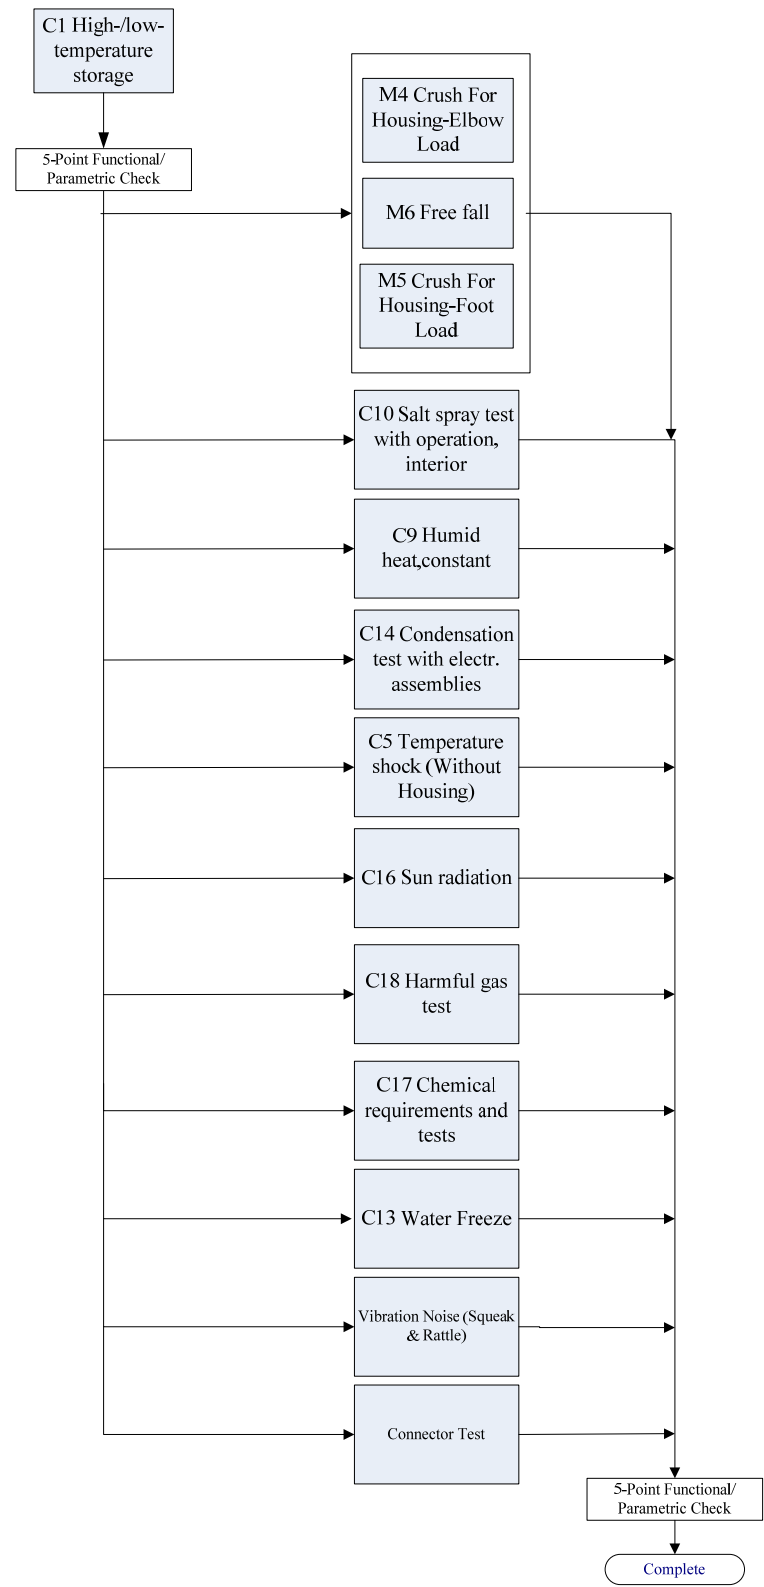 C1 High-/low-
temperature
storage
5-Point Functional/
Parametric Check
M4 Crush For
Housing-Elbow
Load
M6 Free fall
M5 Crush For
Housing-Foot
Load
C10 Salt spray test
with operation,
interior
C9 Humid
heat,constant
C14 Condensation
test with electr.
assemblies
C5 Temperature
shock (Without
Housing)
C16 Sun radiation
C18 Harmful gas
test
C17 Chemical
requirements and
tests
C13 Water Freeze
Vibration Noise (Squeak
& Rattle)
Connector Test
5-Point Functional/
Parametric Check
Complete